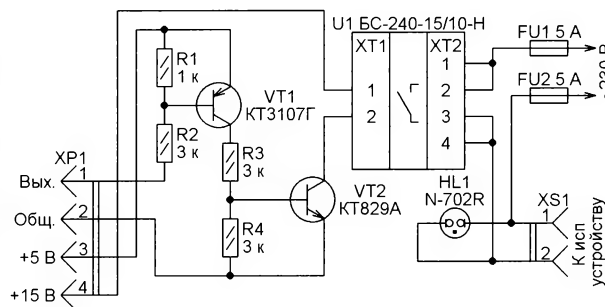 U1 БС-240-15/10-Н
XT1
XT2
1
2
1
2
3
4
FU1 5 А
FU2 5 А
~230 В
R1
1 к
R2
3 к
VT1
КТ3107Г
R3
3 к
R4
3 к
VT2
КТ829А
HL1
N-702R
XS1
1
2
К исп
устройству
XP1
Вых.
1
Общ.
2
+5 В
3
+15 В
4